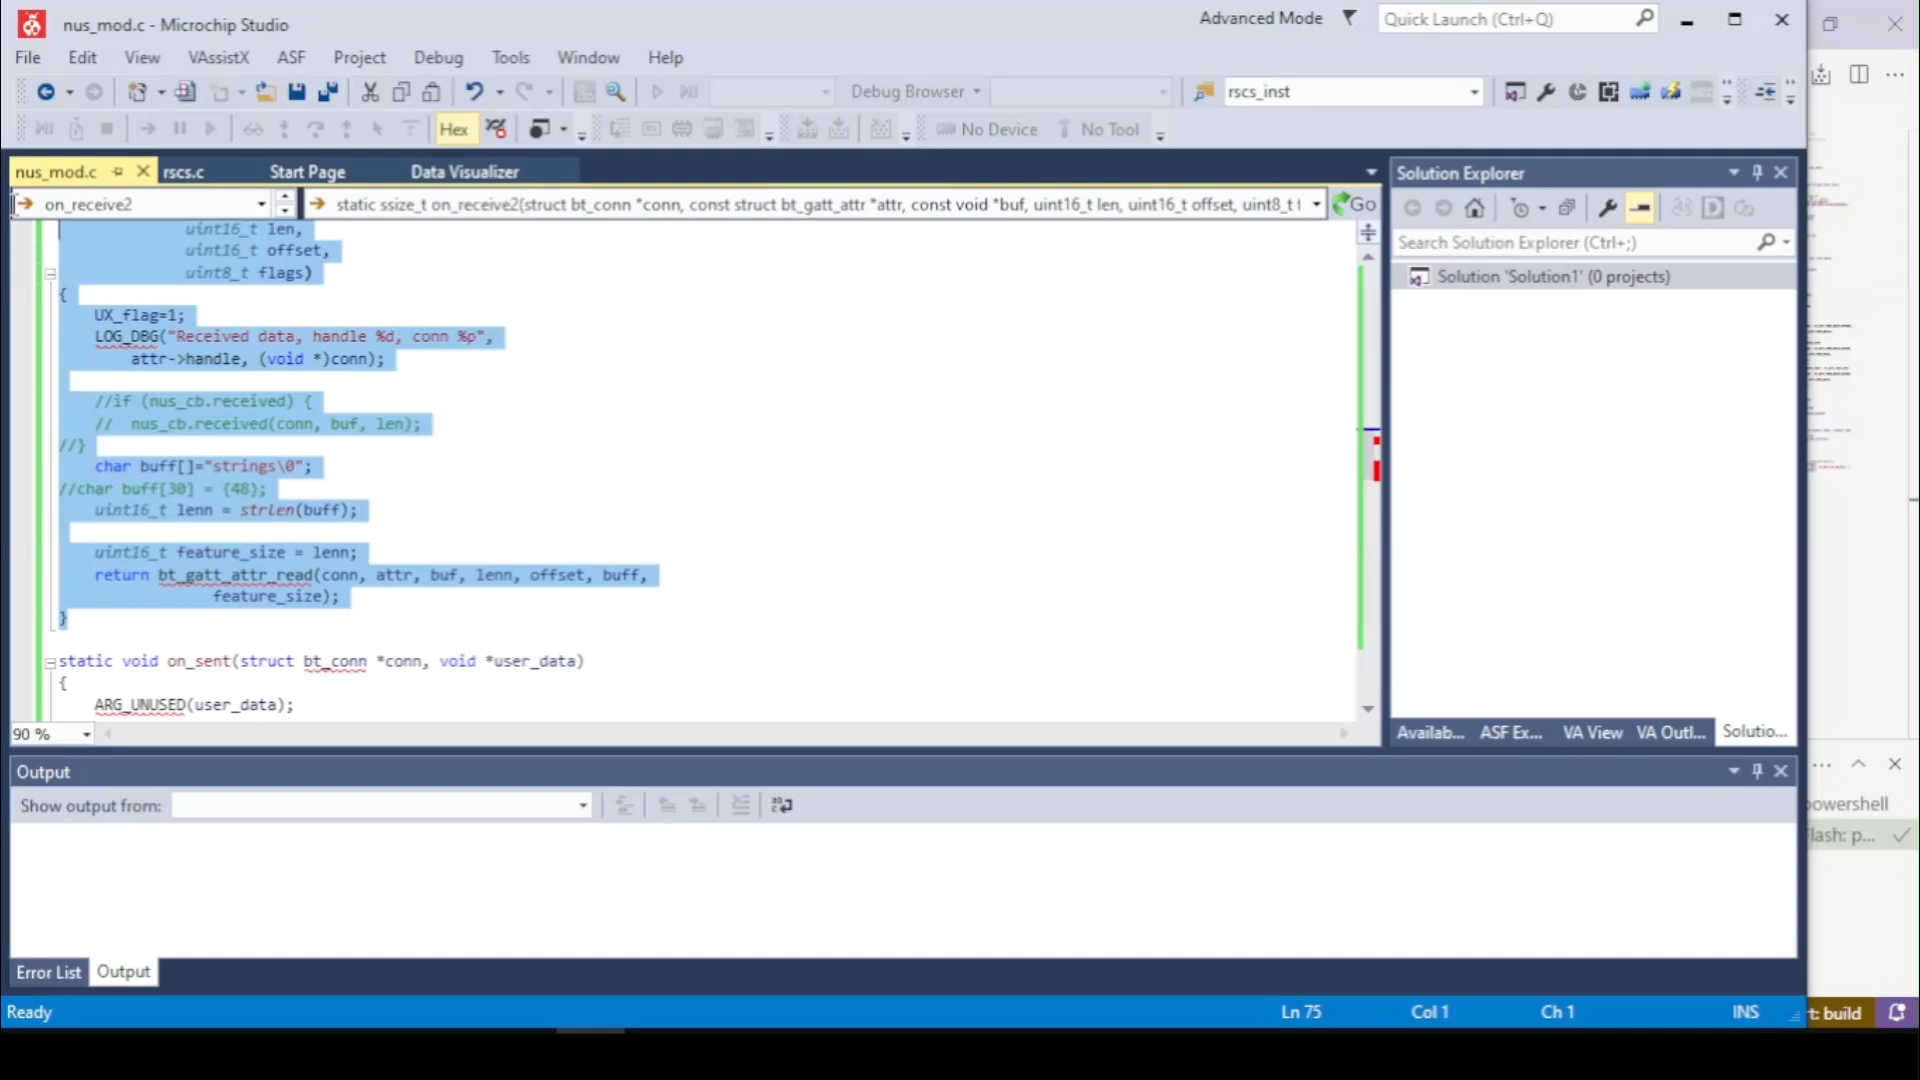 nus_mod.c - Microchip Studio
Advanced Mode
Quick Launch (Ctrl+Q)
File Edit View VAssistX ASF Project Debug Tools Window Help
Debug Browser
rscs_inst
Hex
No Device
No Tool
nus_mod.c
rscs.c
Start Page
Data Visualizer
Solution Explorer
on_receive2
static ssize_t on_receive2(struct bt_conn *conn, const struct bt_gatt_attr *attr, const void *buf, uint16_t len, uint16_t offset, uint8_t f
Go
Search Solution Explorer (Ctrl+;)
Solution 'Solution1' (0 projects)
uint16_t len,
uint16_t offset,
uint8_t flags)
{
UX_flag=1;
LOG_DBG("Received data, handle %d, conn %p",
attr->handle, (void *)conn);
//if (nus_cb.received) {
// nus_cb.received(conn, buf, len);
//}
char buff[]="strings\0";
//char buff[30] = {48};
uint16_t lenn = strlen(buff);
uint16_t feature_size = lenn;
return bt_gatt_attr_read(conn, attr, buf, lenn, offset, buff,
feature_size);
}
static void on_sent(struct bt_conn *conn, void *user_data)
{
ARG_UNUSED(user_data);
90 %
Availab... ASF Ex... VA View VA Outl... Solutio...
Output
Show output from:
powershell
Flash: p...
Error List
Output
Ready
Ln 75
Col 1
Ch 1
INS
t: build